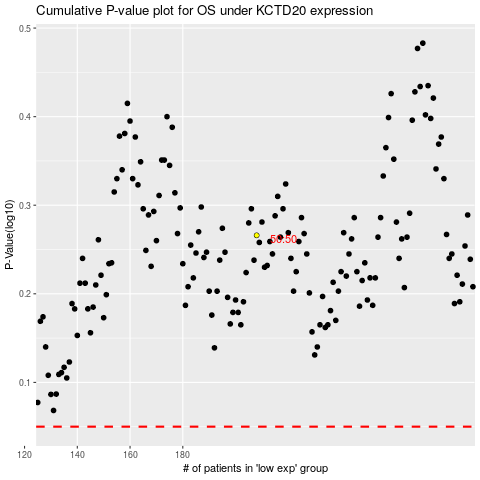 Cumulative P-value plot for OS under KCTD20 expression
P-Value(log10)
0.5
0.4
0.3
0.2
0.1
50:50
120 140 160 180
# of patients in 'low exp' group